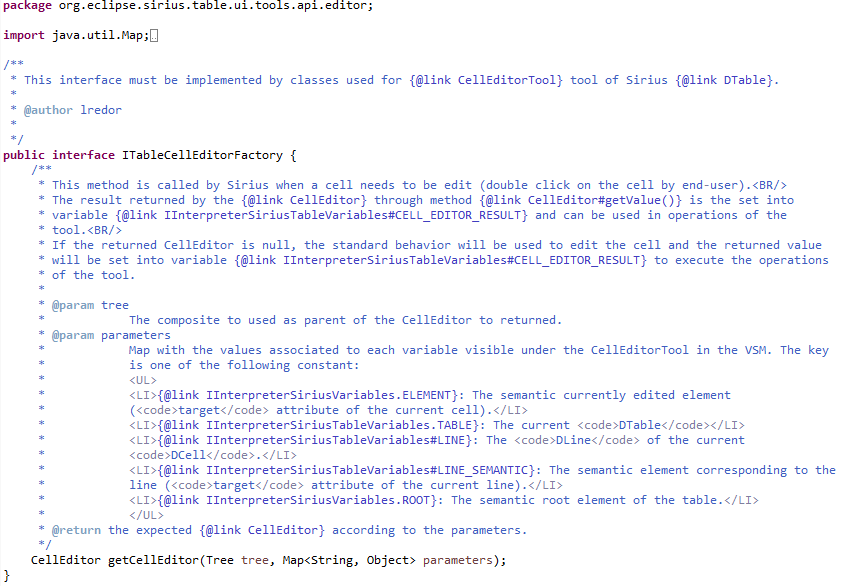 package org.eclipse.sirius.table.ui.tools.api.editor;
import java.util.Map;
/**
 * This interface must be implemented by classes used for {@link CellEditorTool} tool of Sirius {@link DTable}.
 *
 * @author lredor
 *
 */
public interface ITableCellEditorFactory {
    /**
     * This method is called by Sirius when a cell needs to be edit (double click on the cell by end-user).<BR/>
     * The result returned by the {@link CellEditor} through method {@link CellEditor#getValue()} is the set into
     * variable {@link IInterpreterSiriusTableVariables#CELL_EDITOR_RESULT} and can be used in operations of the
     * tool.<BR/>
     * If the returned CellEditor is null, the standard behavior will be used to edit the cell and the returned value
     * will be set into variable {@link IInterpreterSiriusTableVariables#CELL_EDITOR_RESULT} to execute the operations
     * of the tool.
     *
     * @param tree
     *            The composite to used as parent of the CellEditor to returned.
     * @param parameters
     *            Map with the values associated to each variable visible under the CellEditorTool in the VSM. The key
     *            is one of the following constant:
     *            <UL>
     *            <LI>{@link IInterpreterSiriusVariables.ELEMENT}: The semantic currently edited element
     *            (<code>target</code> attribute of the current cell).</LI>
     *            <LI>{@link IInterpreterSiriusTableVariables.TABLE}: The current <code>DTable</code></LI>
     *            <LI>{@link IInterpreterSiriusTableVariables#LINE}: The <code>DLine</code> of the current
     *            <code>DCell</code>.</LI>
     *            <LI>{@link IInterpreterSiriusTableVariables#LINE_SEMANTIC}: The semantic element corresponding to the
     *            line (<code>target</code> attribute of the current line).</LI>
     *            <LI>{@link IInterpreterSiriusVariables.ROOT}: The semantic root element of the table.</LI>
     *            </UL>
     * @return the expected {@link CellEditor} according to the parameters.
     */
    CellEditor getCellEditor(Tree tree, Map<String, Object> parameters);
}